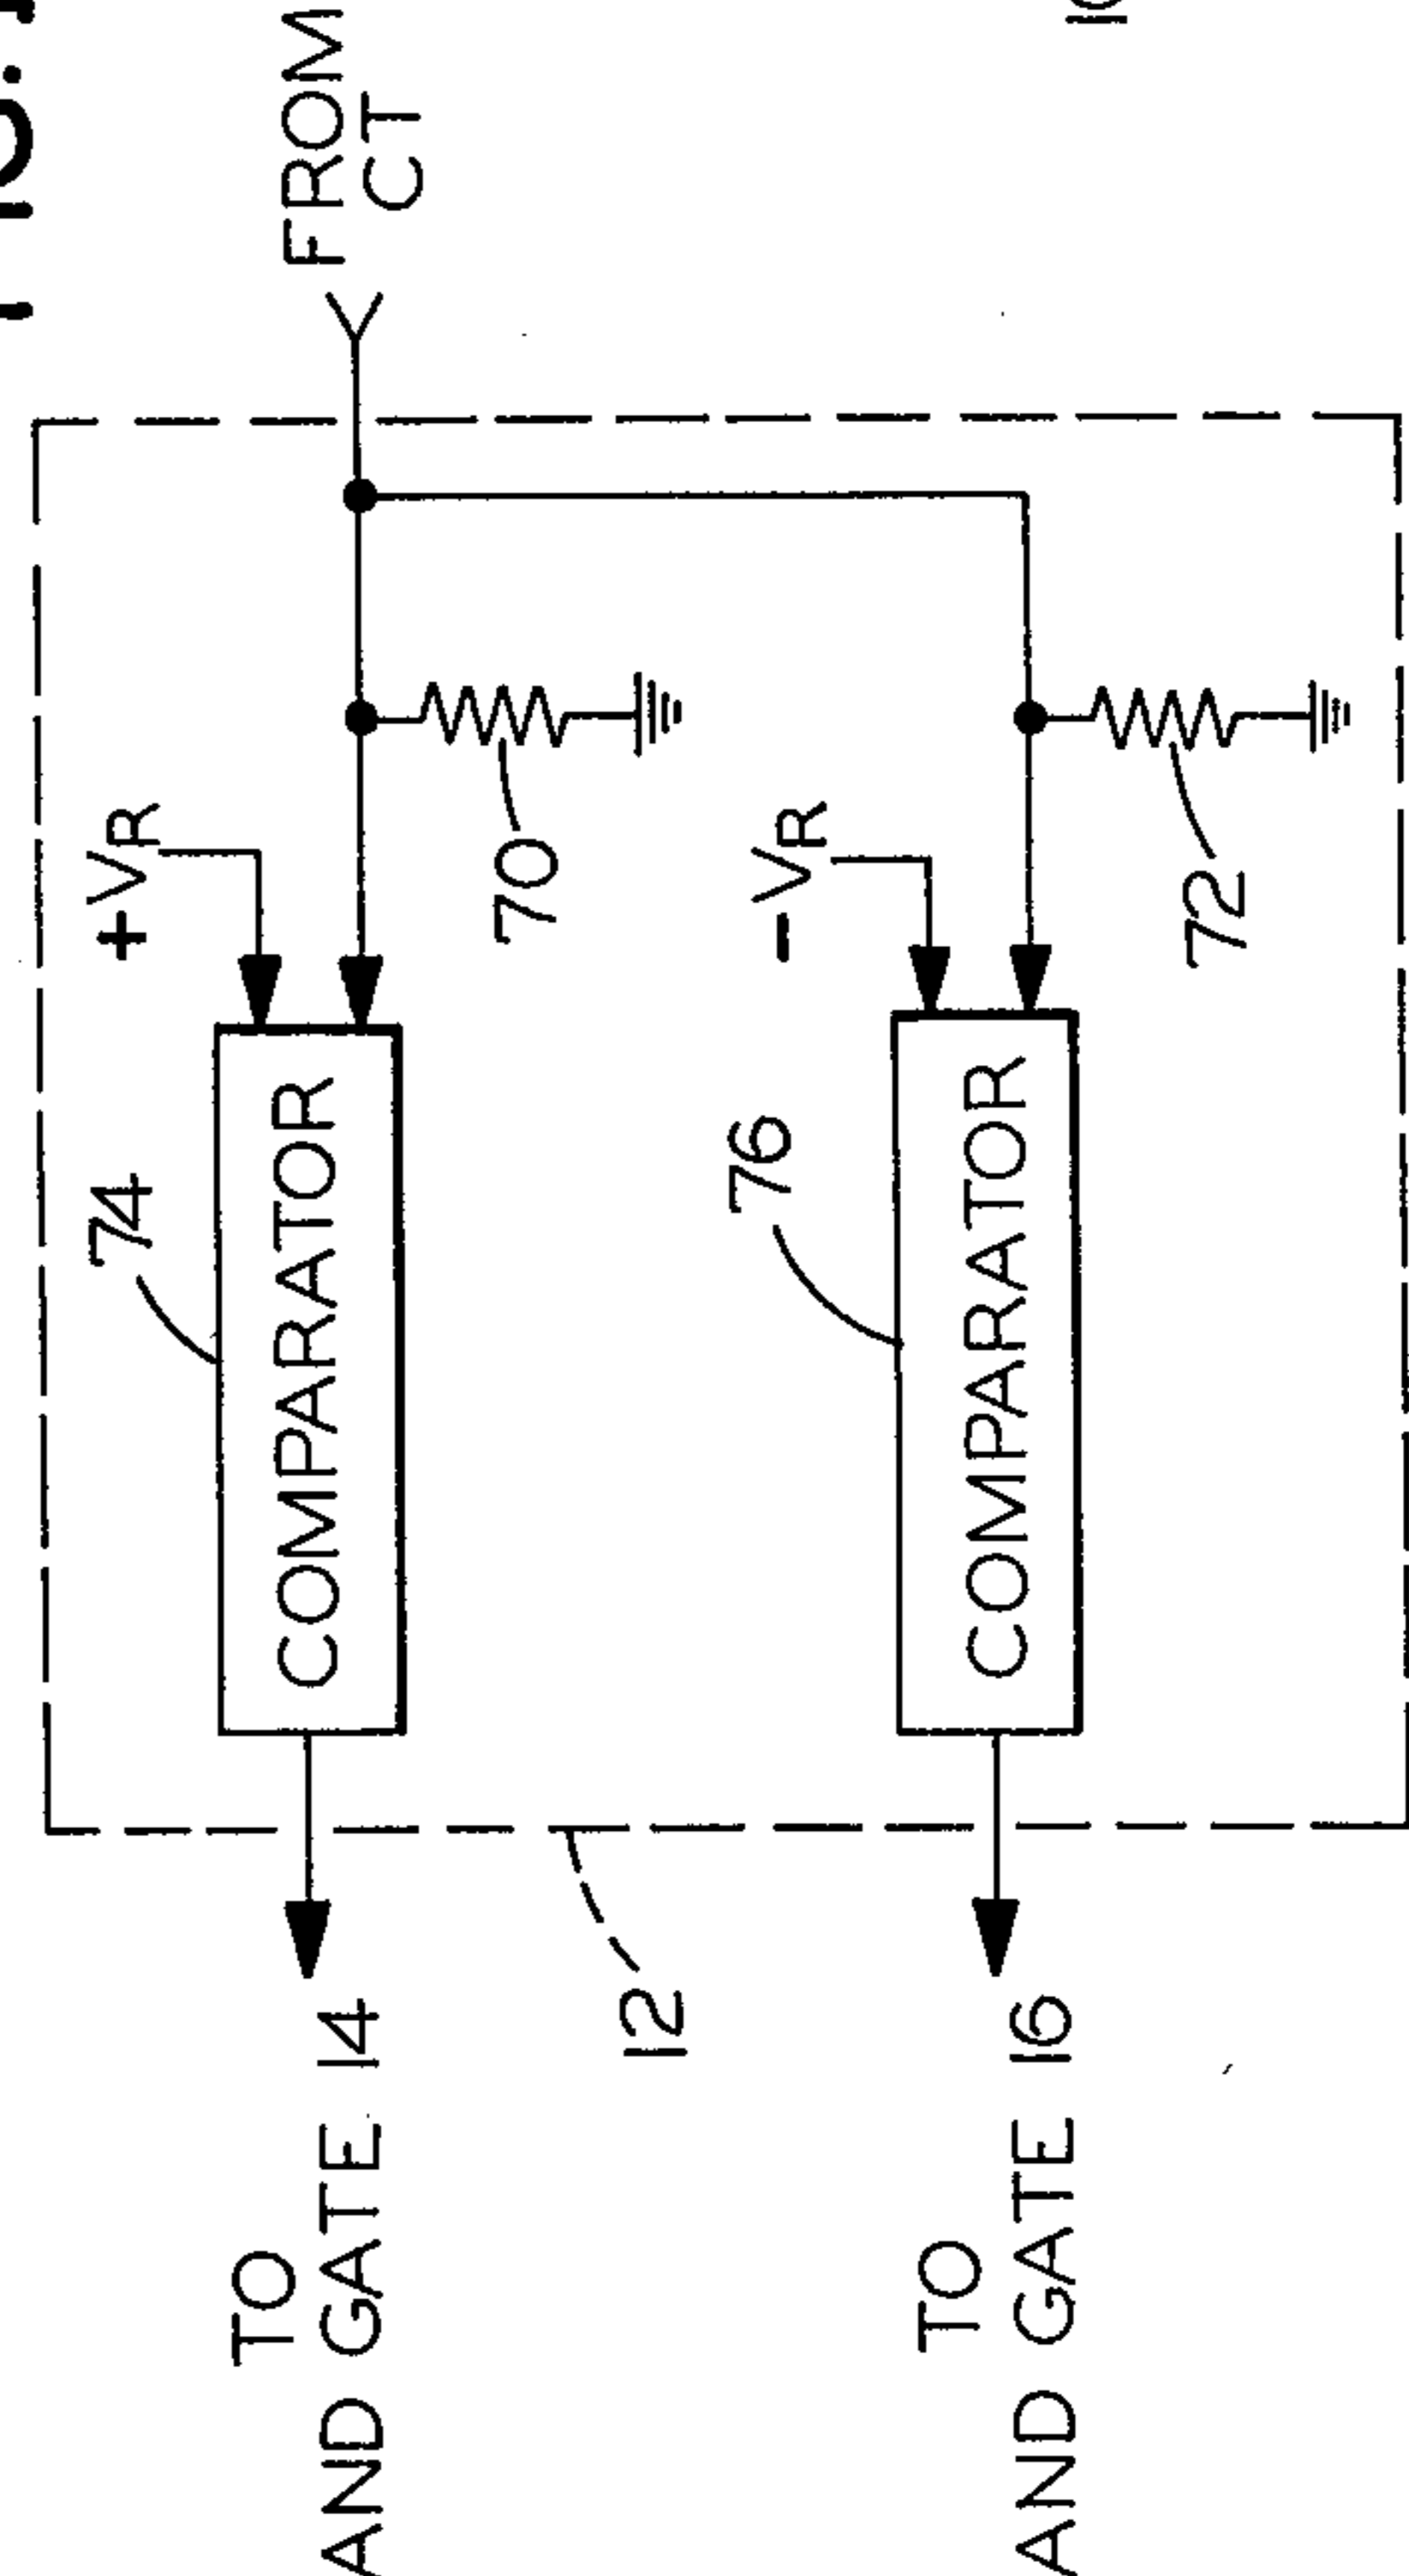 FROM
CT
+VR
70
-VR
72
74
COMPARATOR
76
COMPARATOR
12
TO
AND GATE 14
TO
AND GATE 16